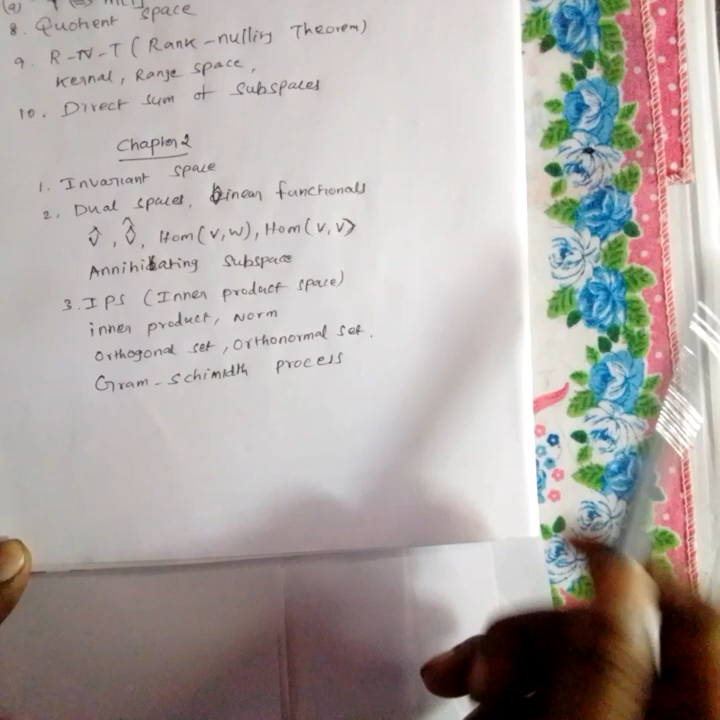 8. Quotient space
9. R-N-T (Rank-nullity Theorem)
Kernal, Range space,
10. Direct sum of subspaces
Chapter 2
1. Invariant space
2. Dual spaces, Linear functionals
V̂, V̂̂, Hom(V,W), Hom(V,V)
Annihilating subspace
3. IPS (Inner product space)
inner product, Norm
Orthogonal set, Orthonormal set.
Gram-Schimidth process